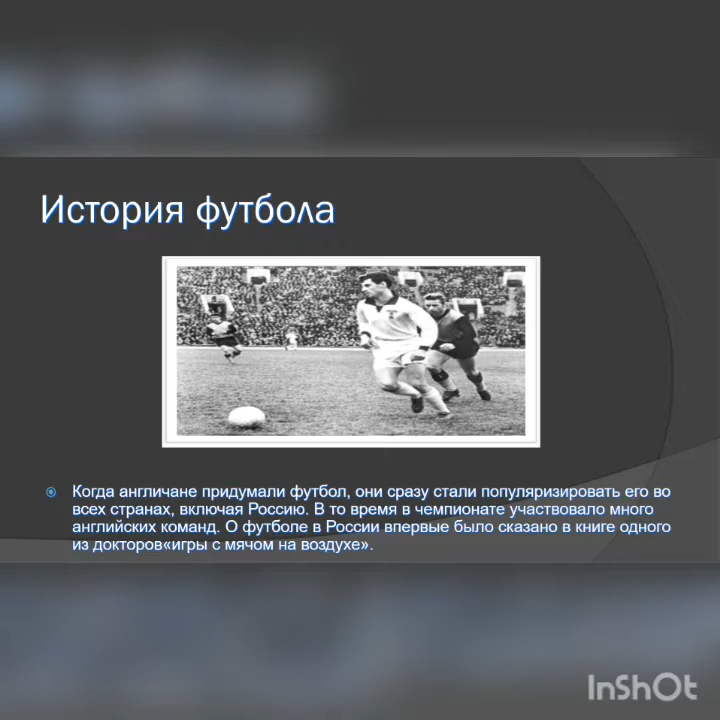 История футбола
Когда англичане придумали футбол, они сразу стали популяризировать его во
всех странах, включая Россию. В то время в чемпионате участвовало много
английских команд. О футболе в России впервые было сказано в книге одного
из докторов«игры с мячом на воздухе».
InShOt